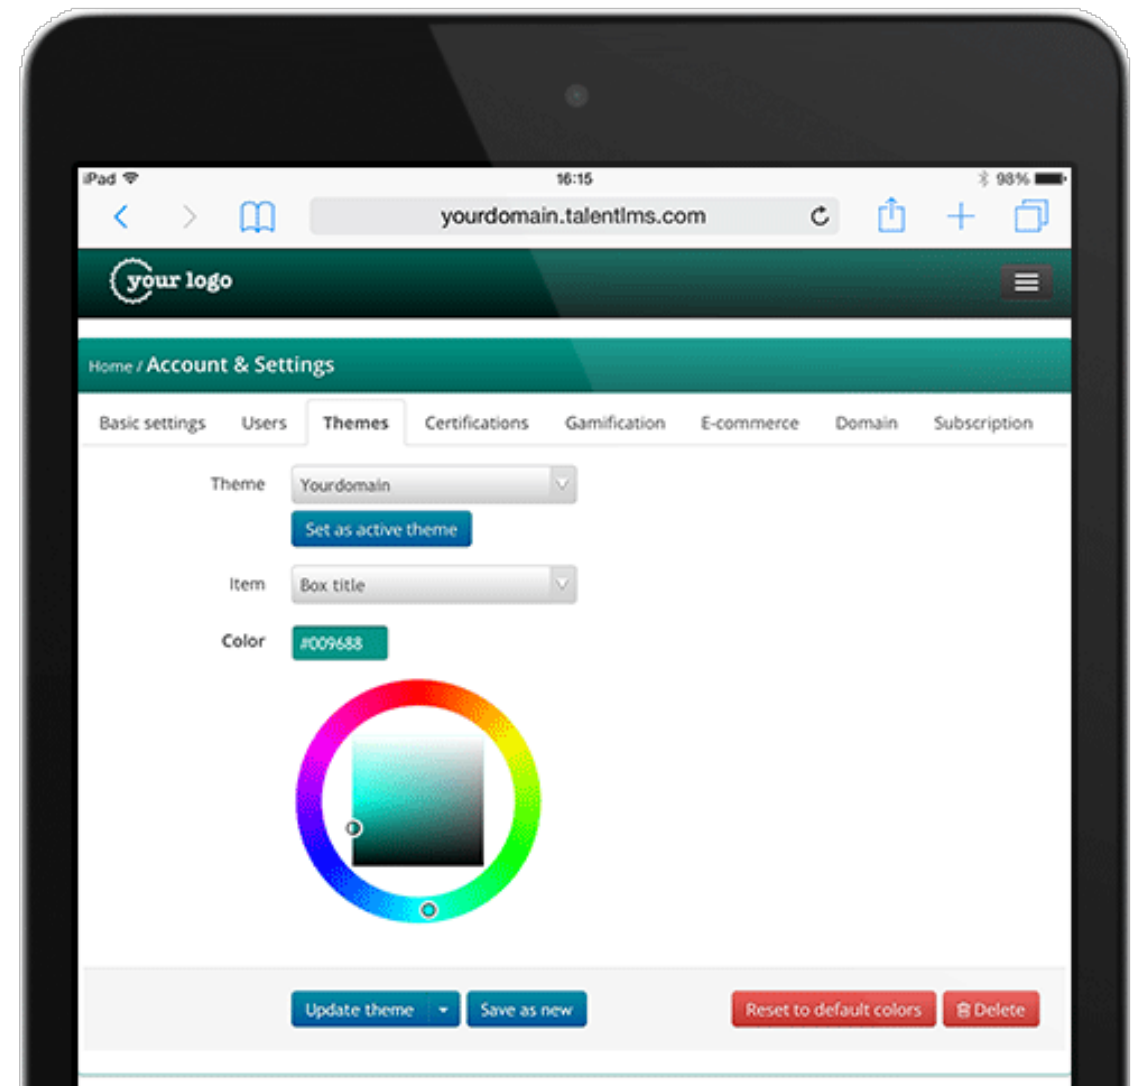 iPad 16:15 98%
yourdomain.talentlms.com
your logo
Home / Account & Settings
Basic settings Users Themes Certifications Gamification E-commerce Domain Subscription
Theme Yourdomain
Set as active theme
Item Box title
Color #009688
Update theme Save as new Reset to default colors Delete